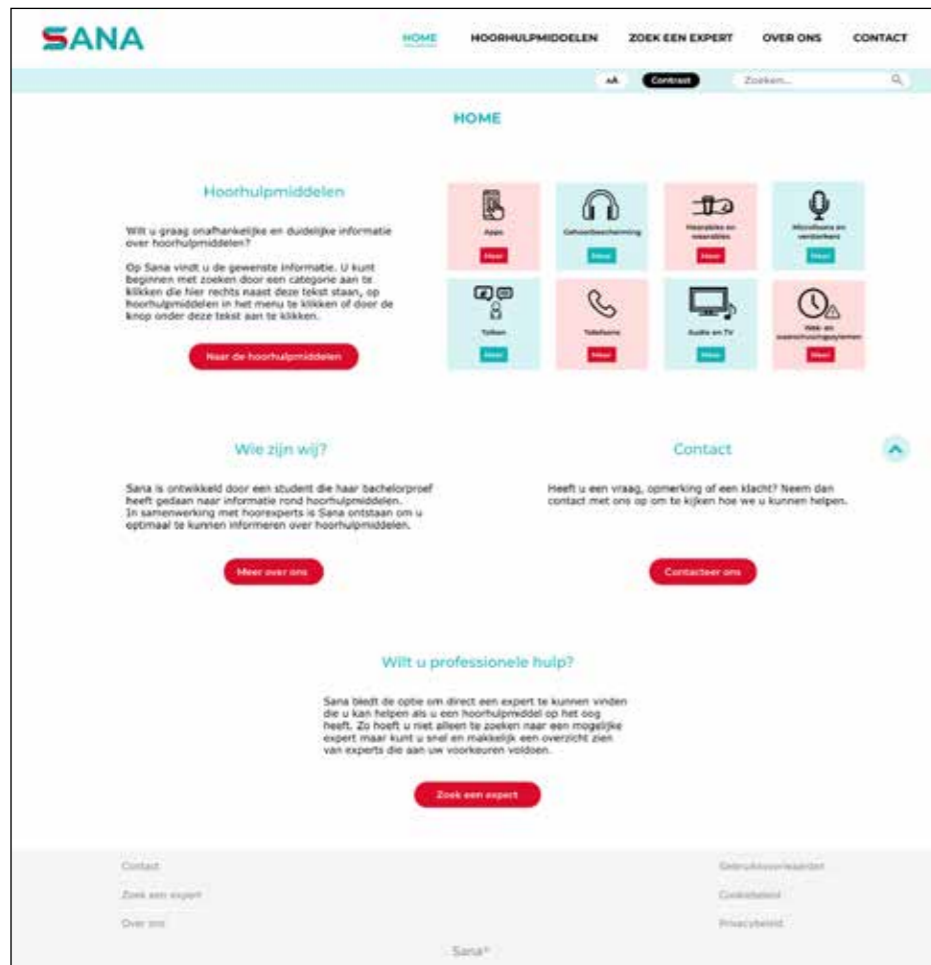 SANA
HOME HOORHULPMIDDELEN ZOEK EEN EXPERT OVER ONS CONTACT
AA Contrast Zoeken...
HOME
Hoorhulpmiddelen
Wilt u graag onafhankelijke en duidelijke informatie
over hoorhulpmiddelen?
Op Sana vindt u de gewenste informatie. U kunt
beginnen met zoeken door een categorie aan te
klikken die hier rechts naast deze tekst staan, op
hoorhulpmiddelen in het menu te klikken of door de
knop onder deze tekst aan te klikken.
Naar de hoorhulpmiddelen
Apps
Meer
Gehoorbescherming
Meer
Hearables en
wearables
Meer
Microfoons en
versterkers
Meer
Tolken
Meer
Telefoons
Meer
Audio en TV
Meer
Wek- en
Meer
Wie zijn wij?
Sana is ontwikkeld door een student die haar bachelorproef
heeft gedaan naar informatie rond hoorhulpmiddelen.
In samenwerking met hoorexperts is Sana ontstaan om u
optimaal te kunnen informeren over hoorhulpmiddelen.
Meer over ons
Contact
Heeft u een vraag, opmerking of een klacht? Neem dan
contact met ons op om te kijken hoe we u kunnen helpen.
Contacteer ons
Wilt u professionele hulp?
Sana biedt de optie om direct een expert te kunnen vinden
die u kan helpen als u een hoorhulpmiddel op het oog
heeft. Zo hoeft u niet alleen te zoeken naar een mogelijke
expert maar kunt u snel en makkelijk een overzicht zien
van experts die aan uw voorkeuren voldoen.
Zoek een expert
Contact
Zoek een expert
Over ons
Gebruiksvoorwaarden
Cookiebeleid
Privacybeleid
Sana®